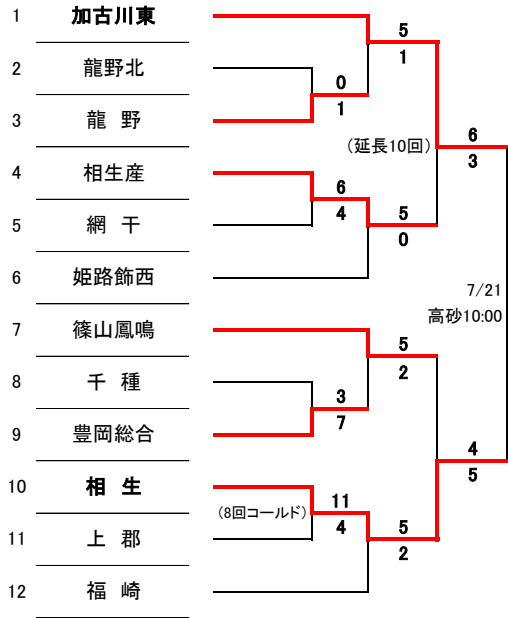 1 加古川東
5
1
2 龍野北
0
1
3 龍 野
(延長10回)
6
3
4 相生産
6
4
5 網 干
5
0
6 姫路飾西
7/21
高砂10:00
7 篠山鳳鳴
5
2
8 千 種
3
7
9 豊岡総合
4
5
10 相 生
11
4
(8回コールド)
11 上 郡
5
2
12 福 崎